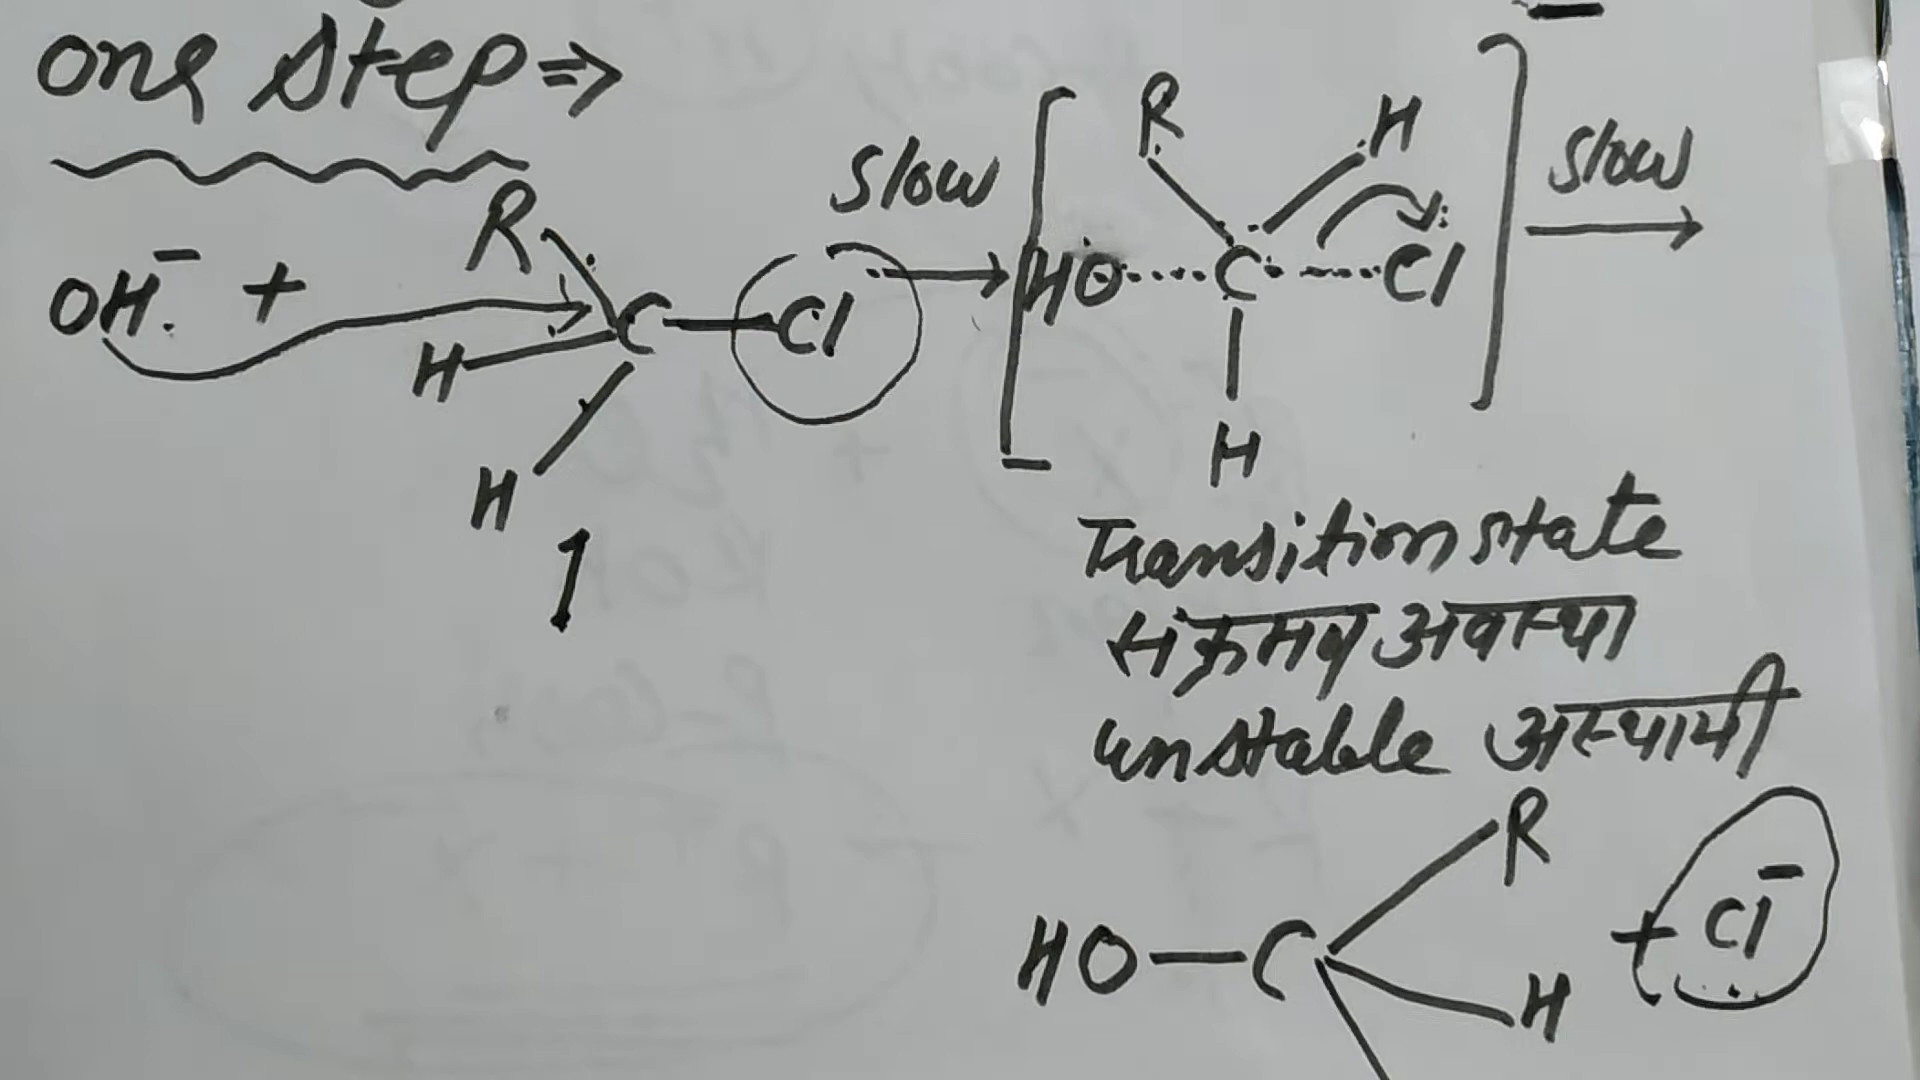 one step ⇒
R
OH⁻ +
C — Cl
H
H
1
slow
R
H
HO ····· C ····· Cl
H
slow
Transition state
संक्रमण अवस्था
unstable अस्थायी
R
HO — C
H
+ Cl⁻